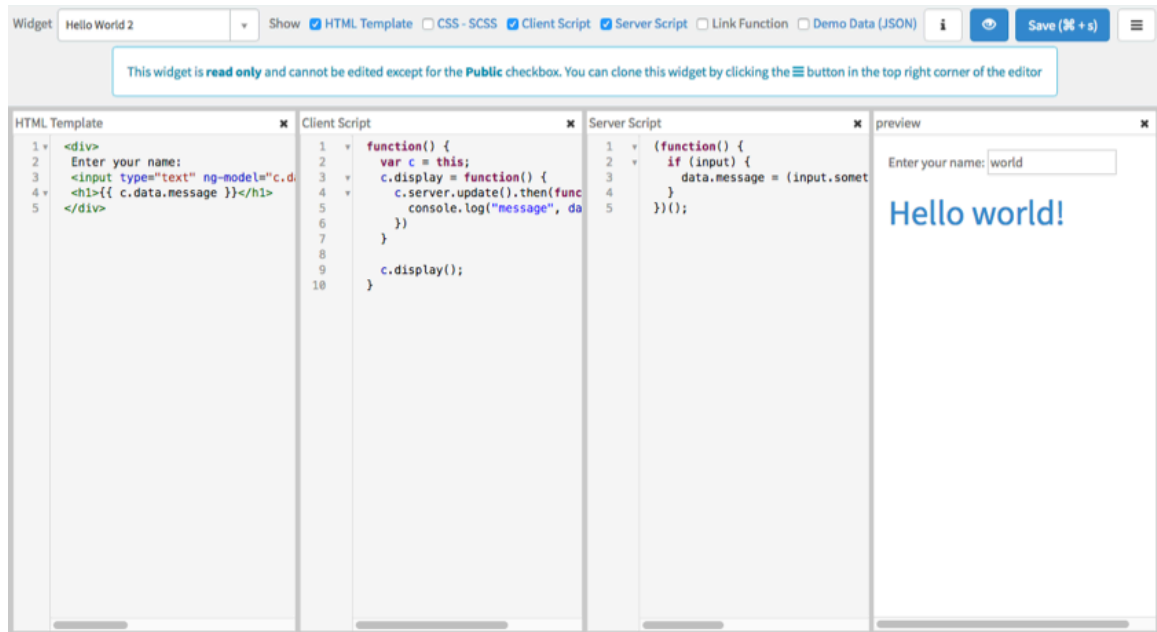 Widget Hello World 2 Show HTML Template CSS - SCSS Client Script Server Script Link Function Demo Data (JSON) i Save (⌘ + s)
This widget is read only and cannot be edited except for the Public checkbox. You can clone this widget by clicking the ☰ button in the top right corner of the editor
HTML Template
1 <div>
2 Enter your name:
3 <input type="text" ng-model="c.d
4 <h1>{{ c.data.message }}</h1>
5 </div>
Client Script
1 function() {
2 var c = this;
3 c.display = function() {
4 c.server.update().then(func
5 console.log("message", da
6 })
7 }
8
9 c.display();
10 }
Server Script
1 (function() {
2 if (input) {
3 data.message = (input.somet
4 }
5 })();
preview
Enter your name: world
Hello world!